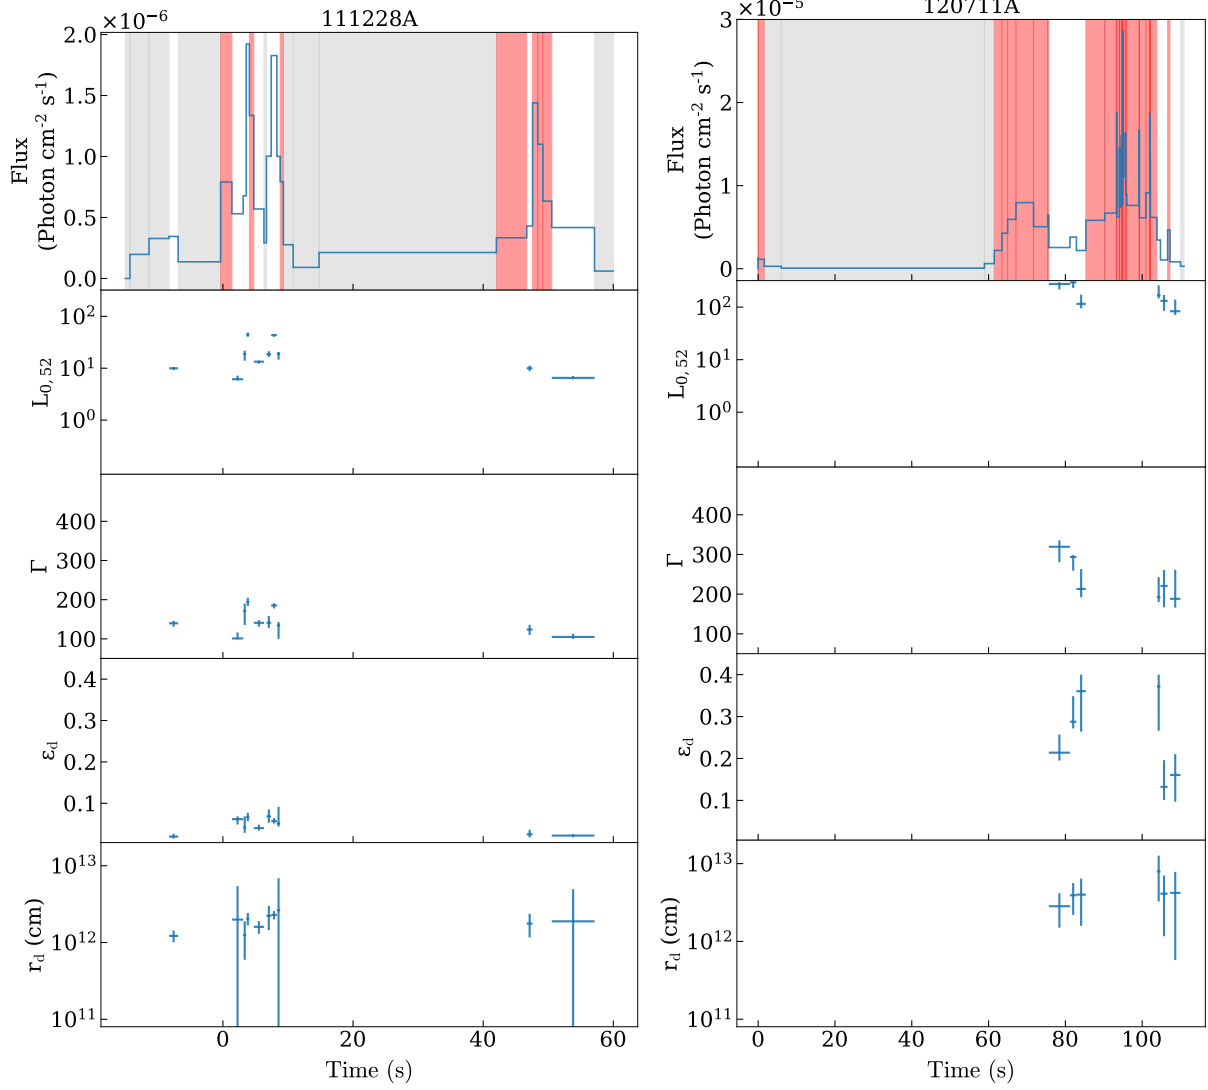 ×10−6
111228A
2.0
1.5
1.0
0.5
0.0
Flux
(Photon cm-2 s-1)
10²
10¹
10⁰
L0, 52
400
300
200
100
Γ
0.4
0.3
0.2
0.1
εd
10¹³
10¹²
10¹¹
rd (cm)
0 20 40 60
Time (s)
×10−5
120711A
3
2
1
0
Flux
(Photon cm-2 s-1)
10²
10¹
10⁰
L0, 52
400
300
200
100
Γ
0.4
0.3
0.2
0.1
εd
10¹³
10¹²
10¹¹
rd (cm)
0 20 40 60 80 100
Time (s)